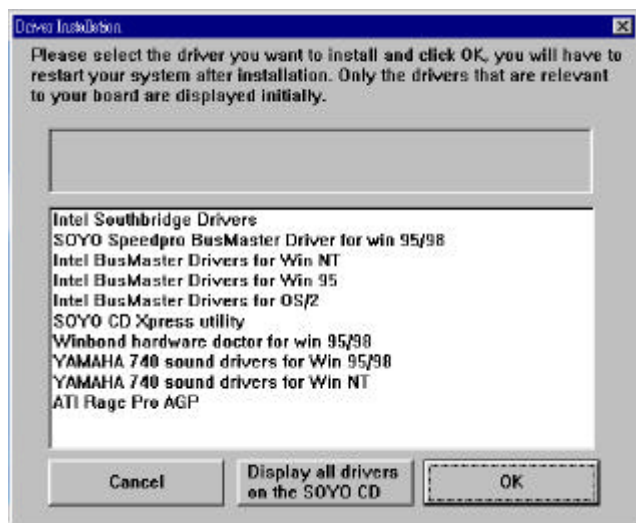 Driver Installation
Please select the driver you want to install and click OK, you will have to
restart your system after installation. Only the drivers that are relevant
to your board are displayed initially.
Intel Southbridge Drivers
SOYO Speedpro BusMaster Driver for win 95/98
Intel BusMaster Drivers for Win NT
Intel BusMaster Drivers for Win 95
Intel BusMaster Drivers for OS/2
SOYO CD Xpress utility
Winbond hardware doctor for win 95/98
YAMAHA 740 sound drivers for Win 95/98
YAMAHA 740 sound drivers for Win NT
ATI Rage Pro AGP
Cancel
Display all drivers
on the SOYO CD
OK